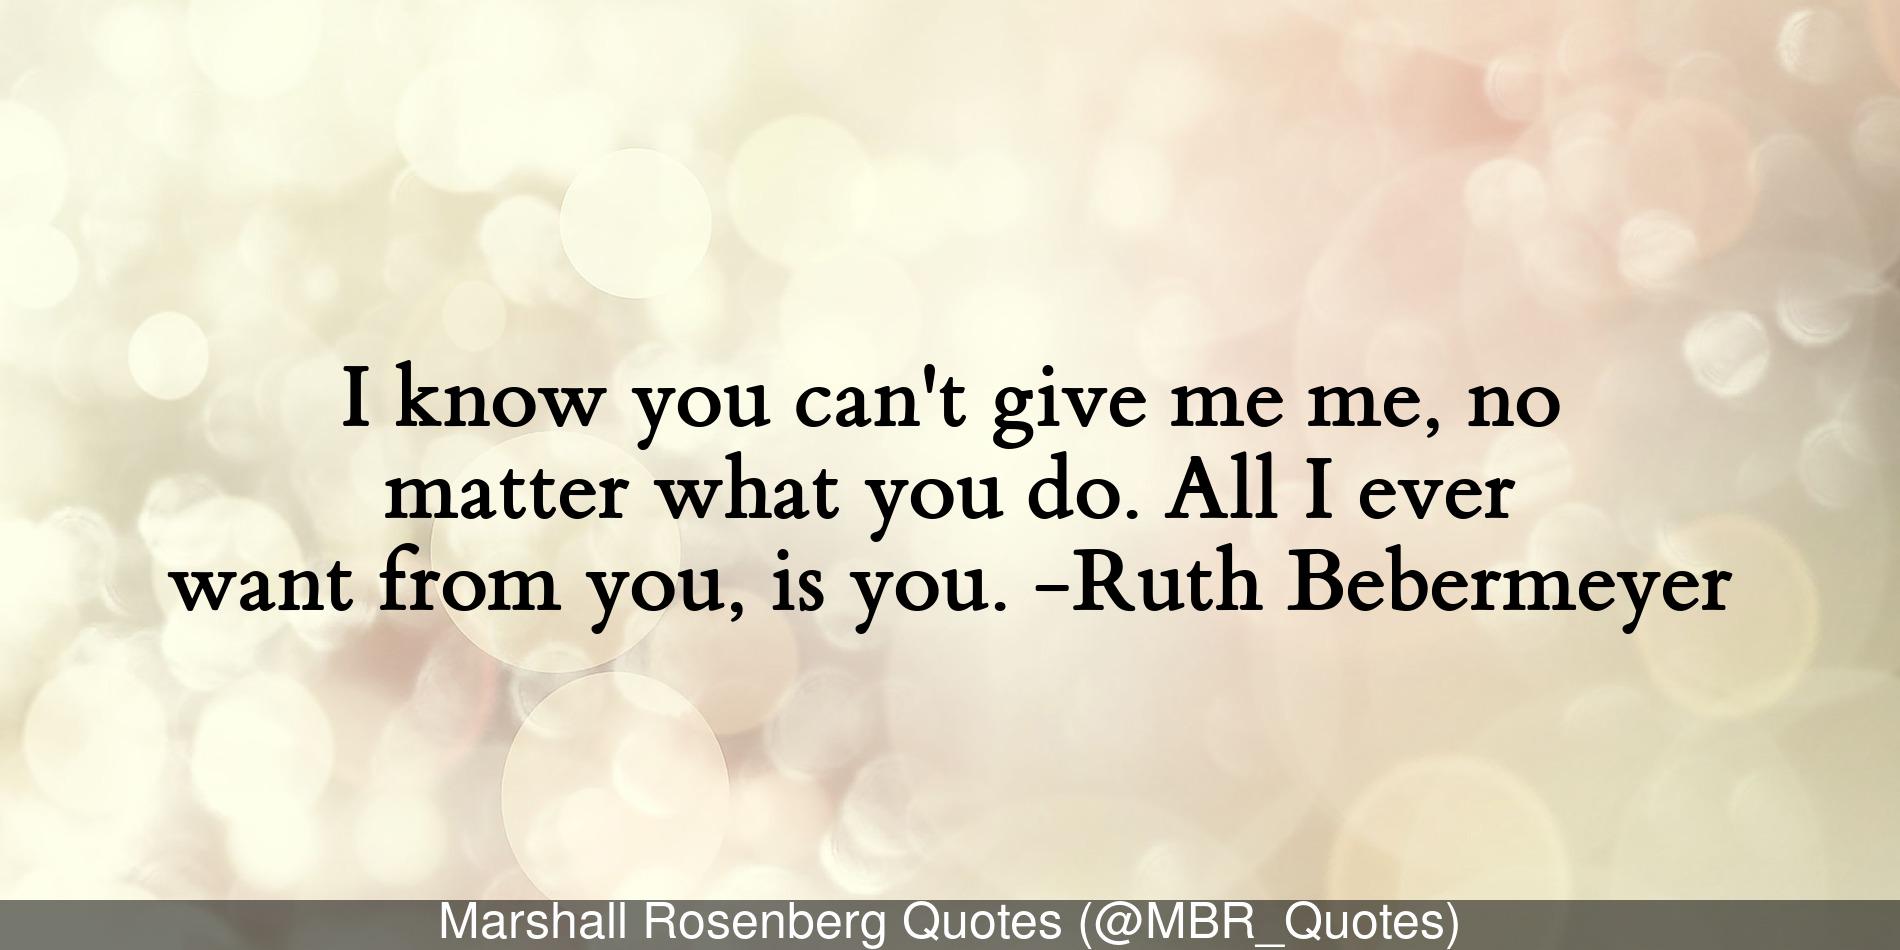 I know you can't give me me, no
matter what you do. All I ever
want from you, is you. -Ruth Bebermeyer
Marshall Rosenberg Quotes (@MBR_Quotes)